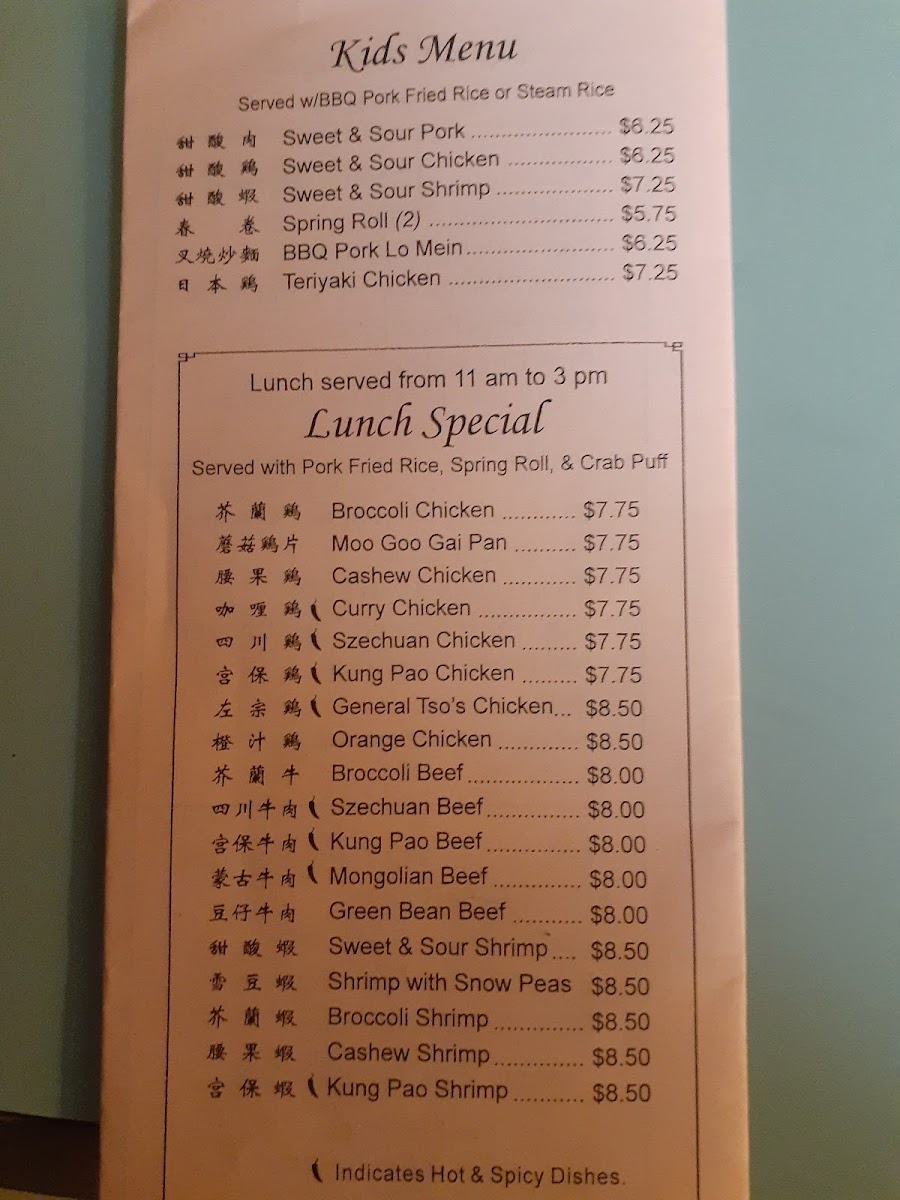 Kids Menu
Served w/BBQ Pork Fried Rice or Steam Rice
甜酸肉 Sweet & Sour Pork ........................ $6.25
甜酸鷄 Sweet & Sour Chicken .................. $6.25
甜酸蝦 Sweet & Sour Shrimp .................... $7.25
春卷 Spring Roll (2) ................................ $5.75
叉燒炒麵 BBQ Pork Lo Mein ......................... $6.25
日本鷄 Teriyaki Chicken ............................. $7.25
Lunch served from 11 am to 3 pm
Lunch Special
Served with Pork Fried Rice, Spring Roll, & Crab Puff
芥蘭鷄 Broccoli Chicken ............ $7.75
蘑菇鷄片 Moo Goo Gai Pan .......... $7.75
腰果鷄 Cashew Chicken ............ $7.75
咖喱鷄 Curry Chicken ................ $7.75
四川鷄 Szechuan Chicken ......... $7.75
宮保鷄 Kung Pao Chicken ......... $7.75
左宗鷄 General Tso's Chicken... $8.50
橙汁鷄 Orange Chicken ............. $8.50
芥蘭牛 Broccoli Beef .................. $8.00
四川牛肉 Szechuan Beef ............... $8.00
宮保牛肉 Kung Pao Beef ............... $8.00
蒙古牛肉 Mongolian Beef .............. $8.00
豆仔牛肉 Green Bean Beef ........... $8.00
甜酸蝦 Sweet & Sour Shrimp .... $8.50
雪豆蝦 Shrimp with Snow Peas $8.50
芥蘭蝦 Broccoli Shrimp .............. $8.50
腰果蝦 Cashew Shrimp .............. $8.50
宮保蝦 Kung Pao Shrimp ........... $8.50
Indicates Hot & Spicy Dishes.